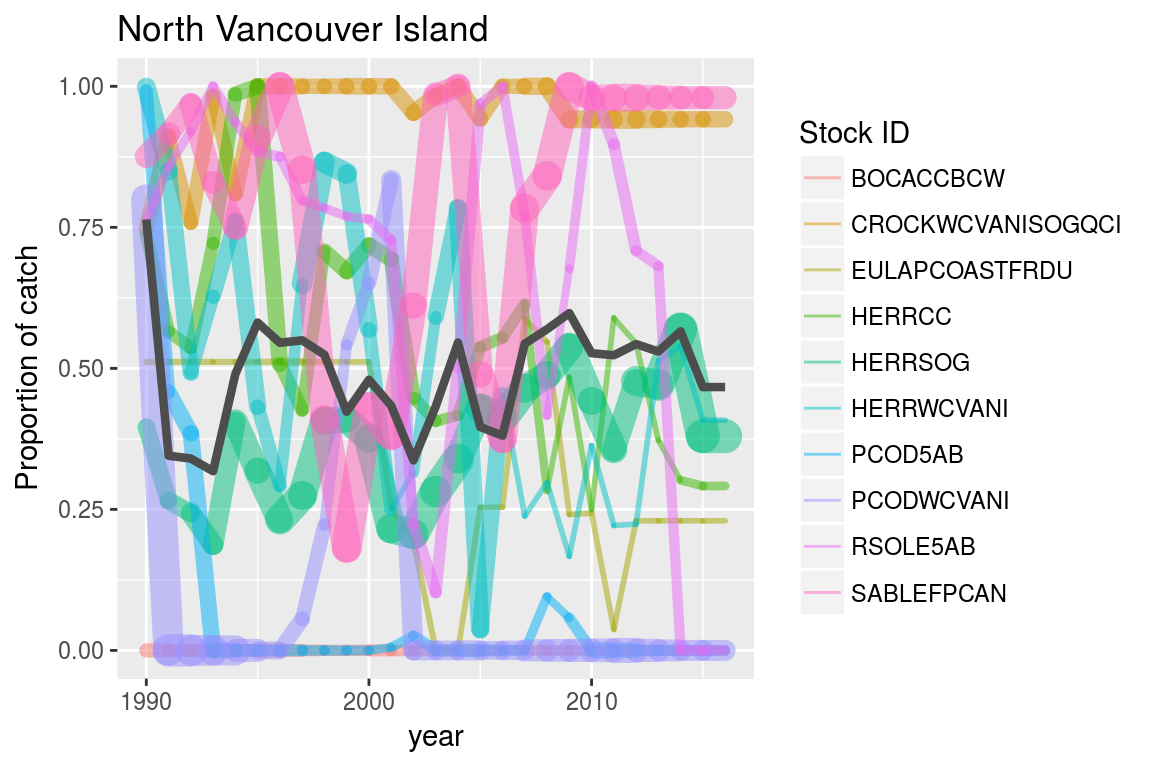 North Vancouver Island
Proportion of catch
1.00
0.75
0.50
0.25
0.00
1990
2000
2010
year
Stock ID
BOCACCBCW
CROCKWCVANISOGQCI
EULAPCOASTFRDU
HERRCC
HERRSOG
HERRWCVANI
PCOD5AB
PCODWCVANI
RSOLE5AB
SABLEFPCAN